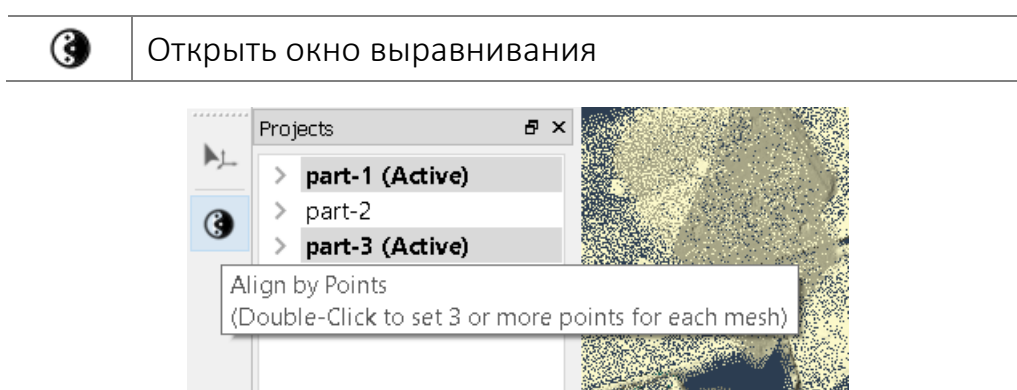 Открыть окно выравнивания
Projects
part-1 (Active)
part-2
part-3 (Active)
Align by Points
(Double-Click to set 3 or more points for each mesh)